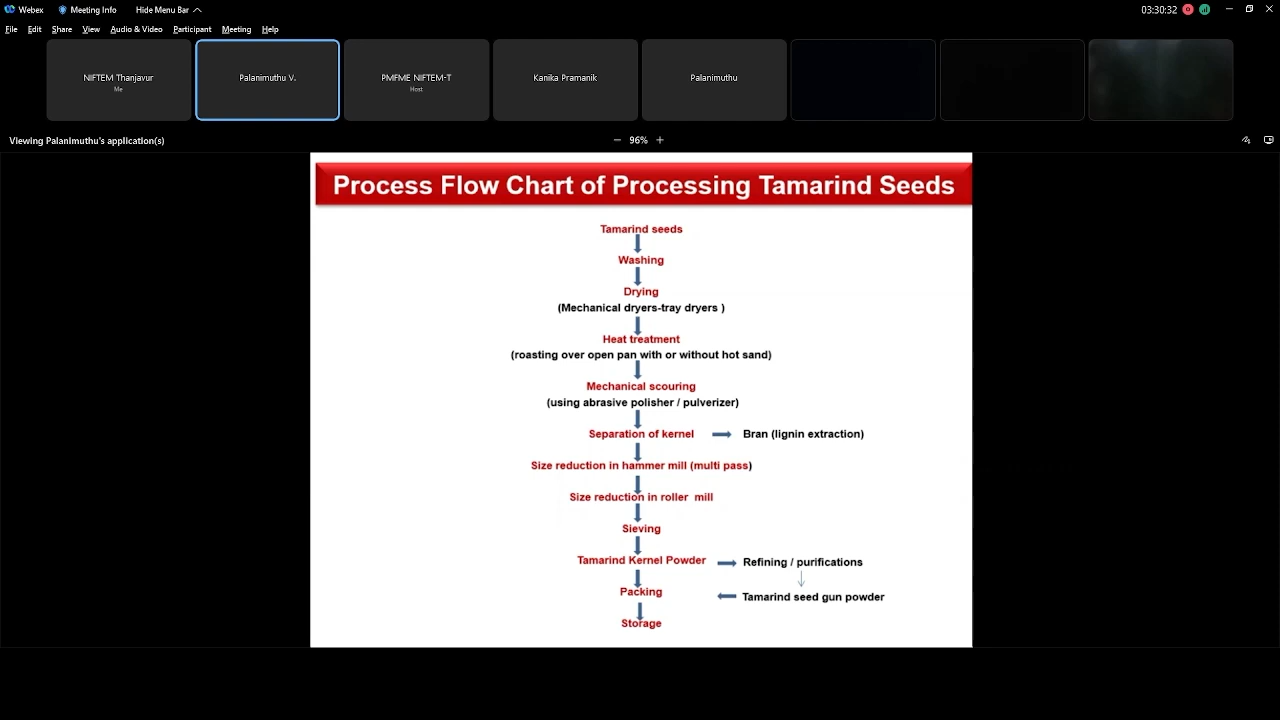 Webex Meeting Info Hide Menu Bar 03:30:32
File Edit Share View Audio & Video Participant Meeting Help
NIFTEM Thanjavur
Me
Palanimuthu V.
PMFME NIFTEM-T
Host
Kanika Pramanik
Palanimuthu
Viewing Palanimuthu's application(s) 96%
Process Flow Chart of Processing Tamarind Seeds
Tamarind seeds
Washing
Drying
(Mechanical dryers-tray dryers )
Heat treatment
(roasting over open pan with or without hot sand)
Mechanical scouring
(using abrasive polisher / pulverizer)
Separation of kernel Bran (lignin extraction)
Size reduction in hammer mill (multi pass)
Size reduction in roller mill
Sieving
Tamarind Kernel Powder Refining / purifications
Packing Tamarind seed gun powder
Storage